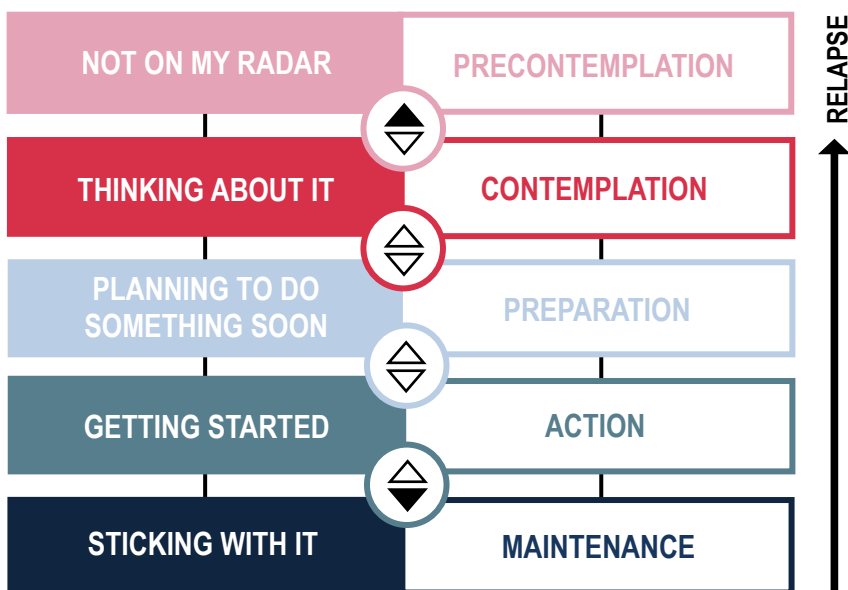 NOT ON MY RADAR
PRECONTEMPLATION
THINKING ABOUT IT
CONTEMPLATION
PLANNING TO DO
SOMETHING SOON
PREPARATION
GETTING STARTED
ACTION
STICKING WITH IT
MAINTENANCE
RELAPSE